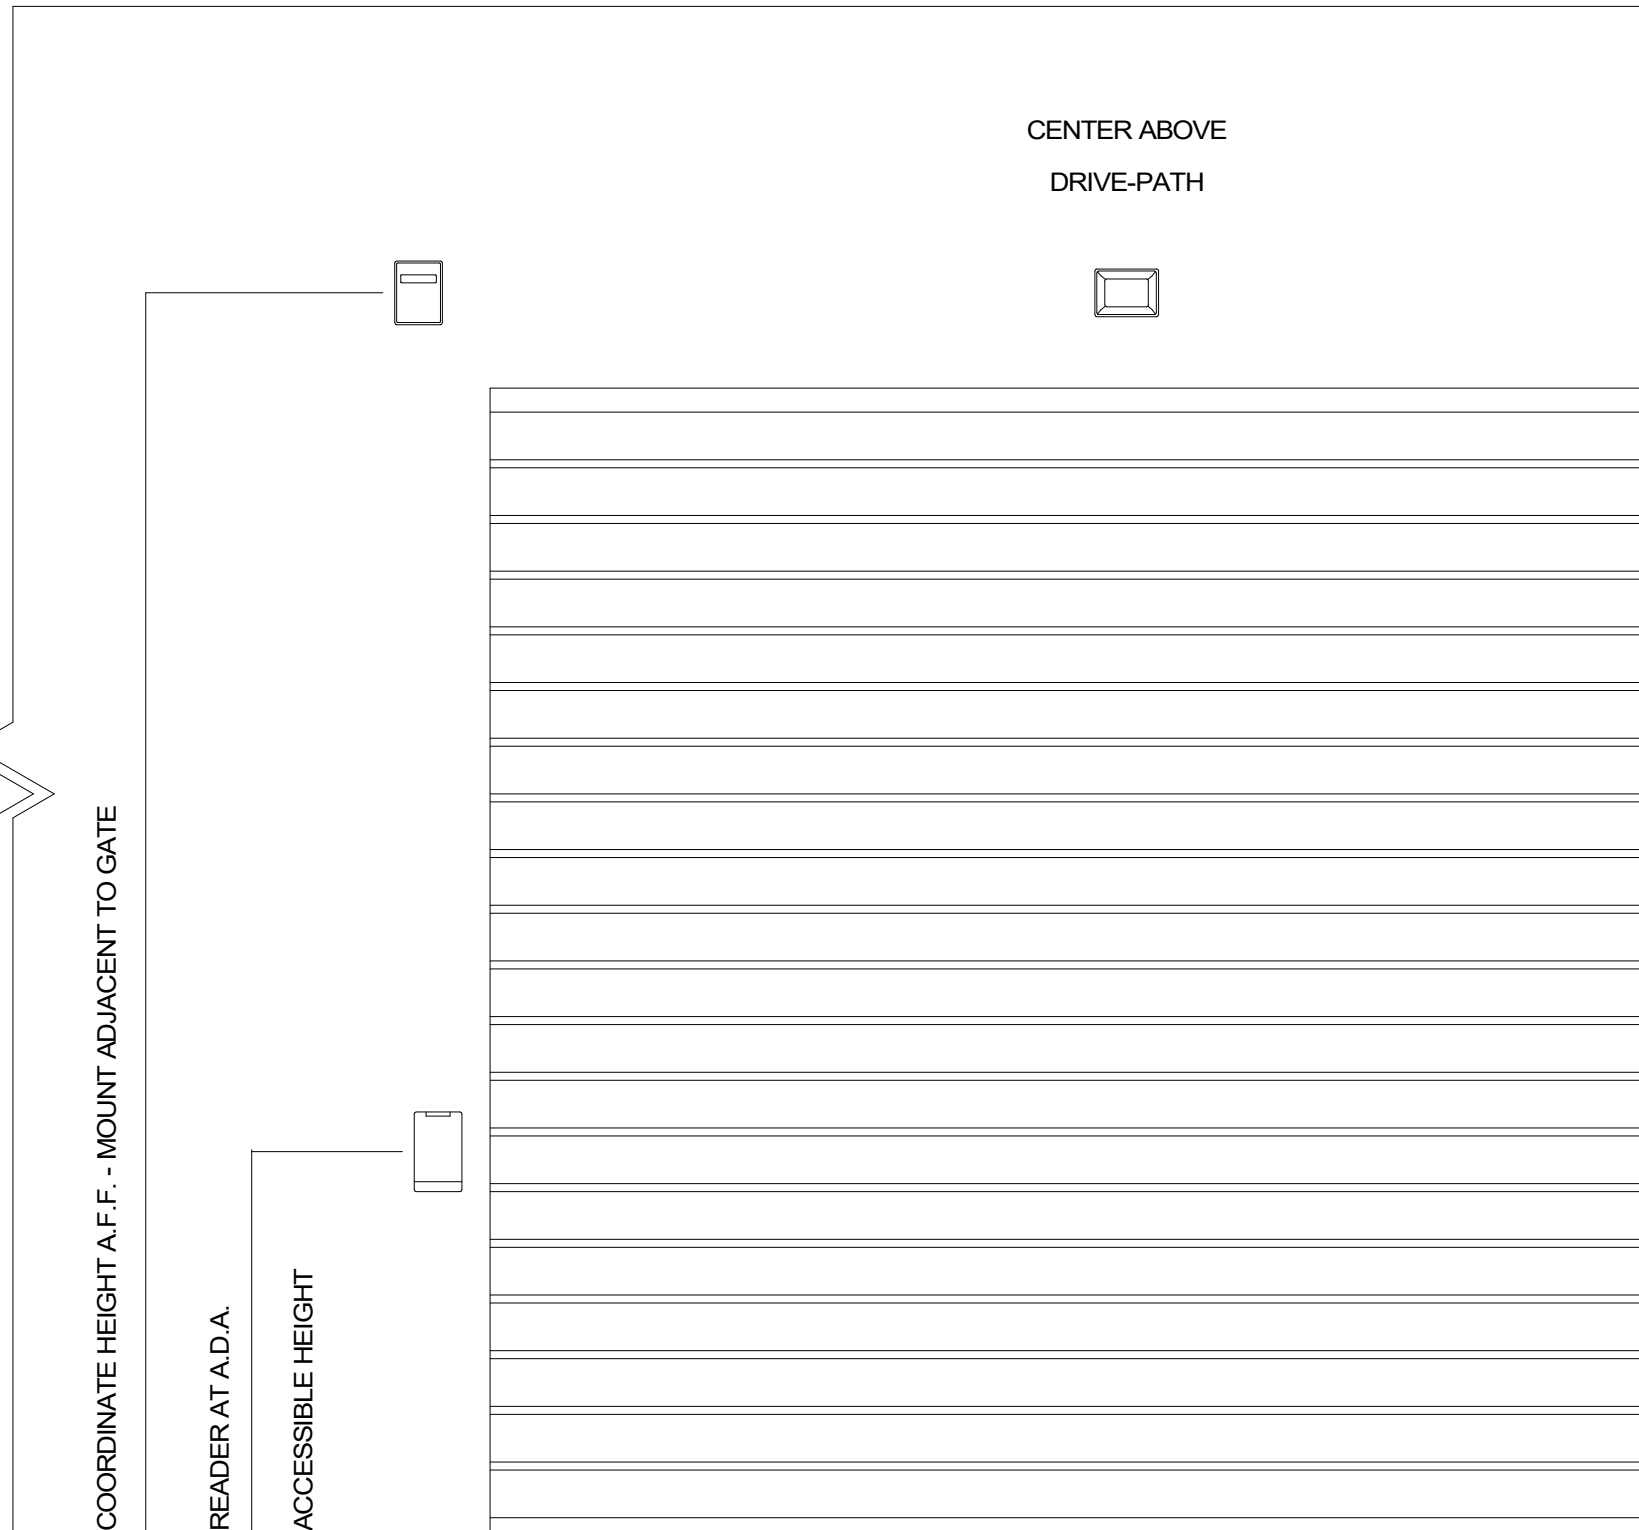 CENTER ABOVE
DRIVE-PATH
COORDINATE HEIGHT A.F.F. - MOUNT ADJACENT TO GATE
READER AT A.D.A.
ACCESSIBLE HEIGHT